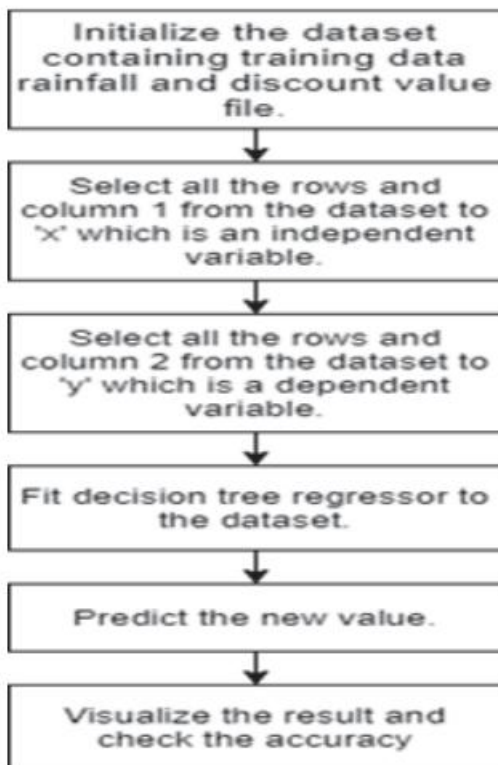 Initialize the dataset
containing training data
rainfall and discount value
file.
Select all the rows and
column 1 from the dataset to
'x' which is an independent
variable.
Select all the rows and
column 2 from the dataset to
'y' which is a dependent
variable.
Fit decision tree regressor to
the dataset.
Predict the new value.
Visualize the result and
check the accuracy